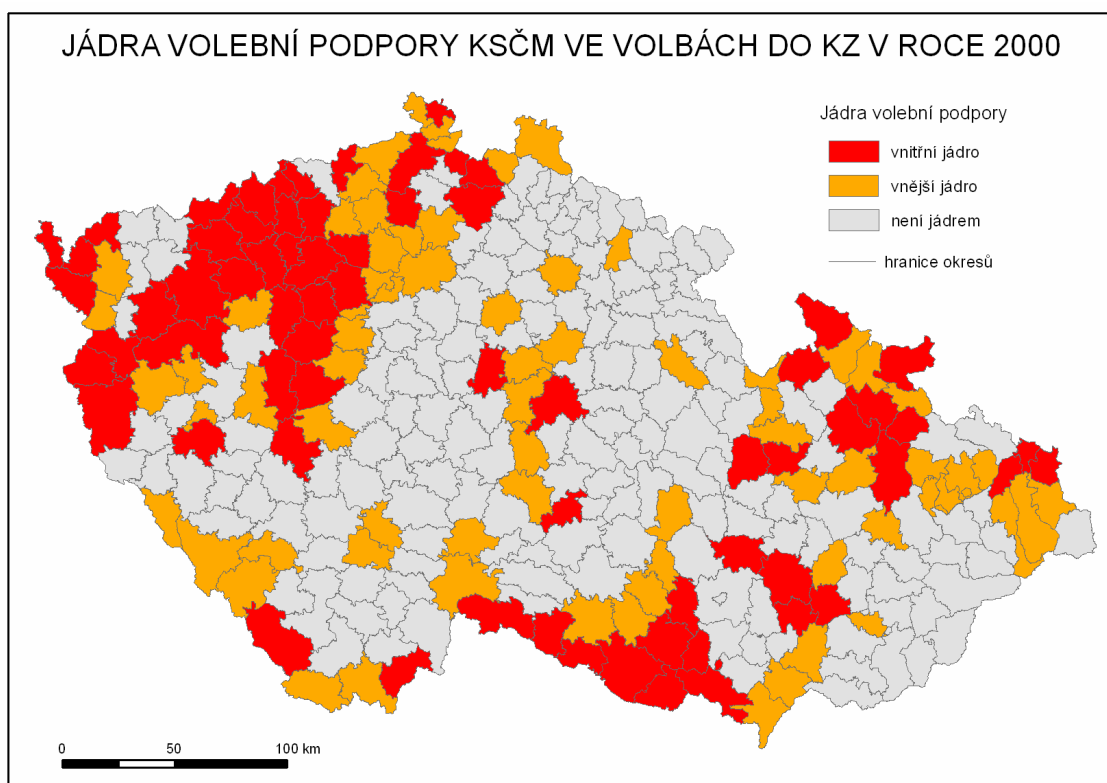 JÁDRA VOLEBNÍ PODPORY KSČM VE VOLBÁCH DO KZ V ROCE 2000
Jádra volební podpory
vnitřní jádro
vnější jádro
není jádrem
hranice okresů
0 50 100 km